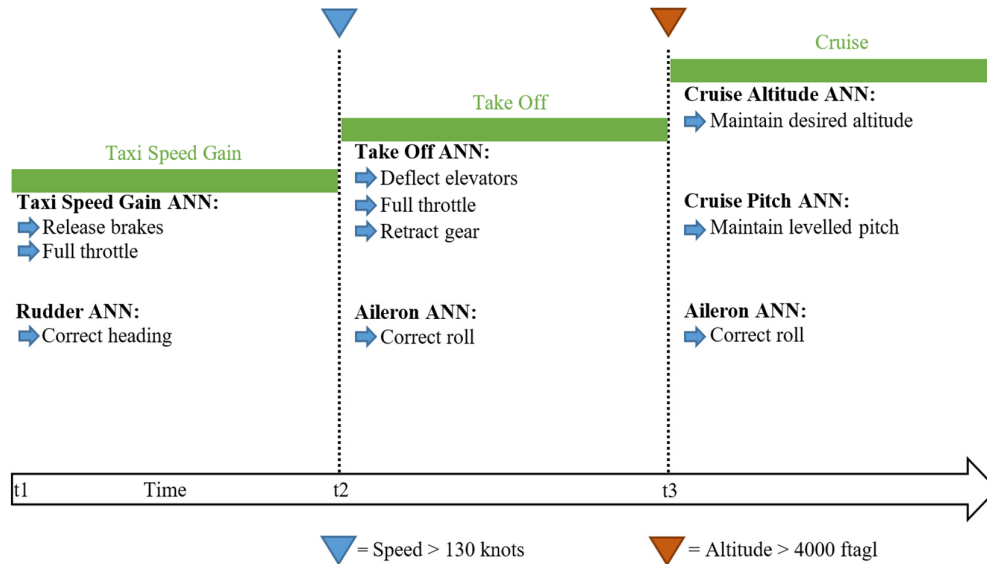 Cruise
Take Off
Taxi Speed Gain
Taxi Speed Gain ANN:
Release brakes
Full throttle
Rudder ANN:
Correct heading
Take Off ANN:
Deflect elevators
Full throttle
Retract gear
Aileron ANN:
Correct roll
Cruise Altitude ANN:
Maintain desired altitude
Cruise Pitch ANN:
Maintain levelled pitch
Aileron ANN:
Correct roll
t1 Time t2 t3
= Speed > 130 knots
= Altitude > 4000 ftagl